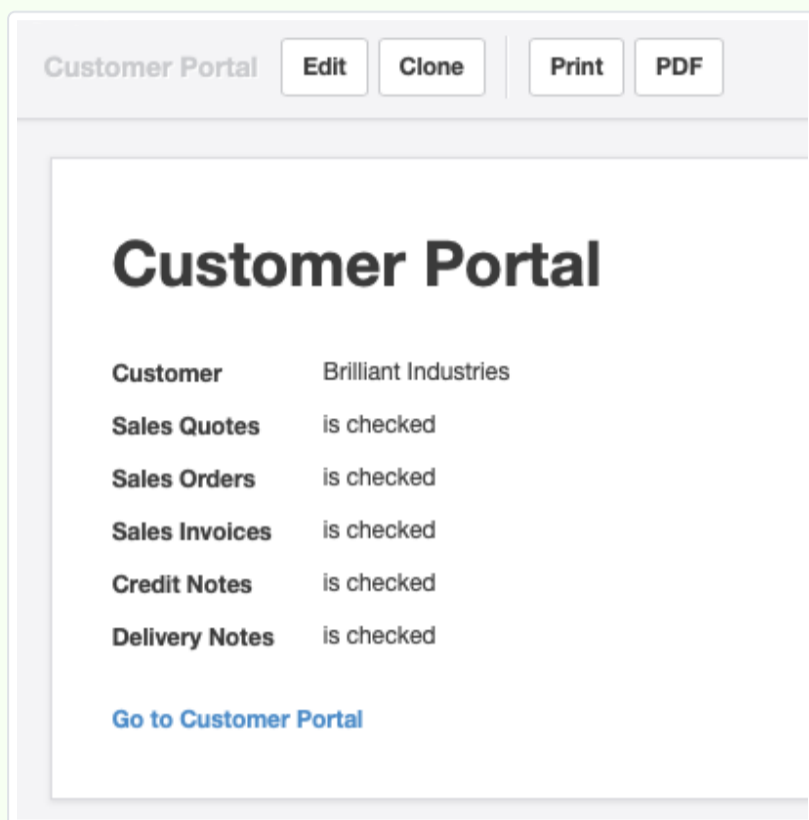 Customer Portal Edit Clone Print PDF
Customer Portal
Customer Brilliant Industries
Sales Quotes is checked
Sales Orders is checked
Sales Invoices is checked
Credit Notes is checked
Delivery Notes is checked
Go to Customer Portal